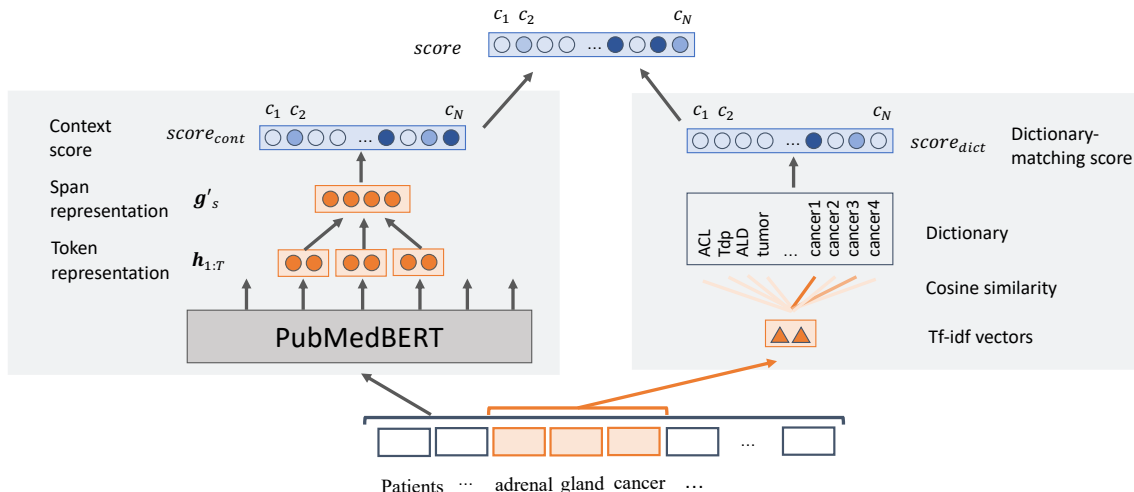 c1 c2 cN
score ...
c1 c2 cN
Context score
score_cont ...
c1 c2 cN
... score_dict
Dictionary-matching score
Span representation
g′s
Token representation
h1:T
PubMedBERT
ACL
Tdp
ALD
tumor
...
cancer1
cancer2
cancer3
cancer4
Dictionary
Cosine similarity
Tf-idf vectors
...
Patients ... adrenal gland cancer ...